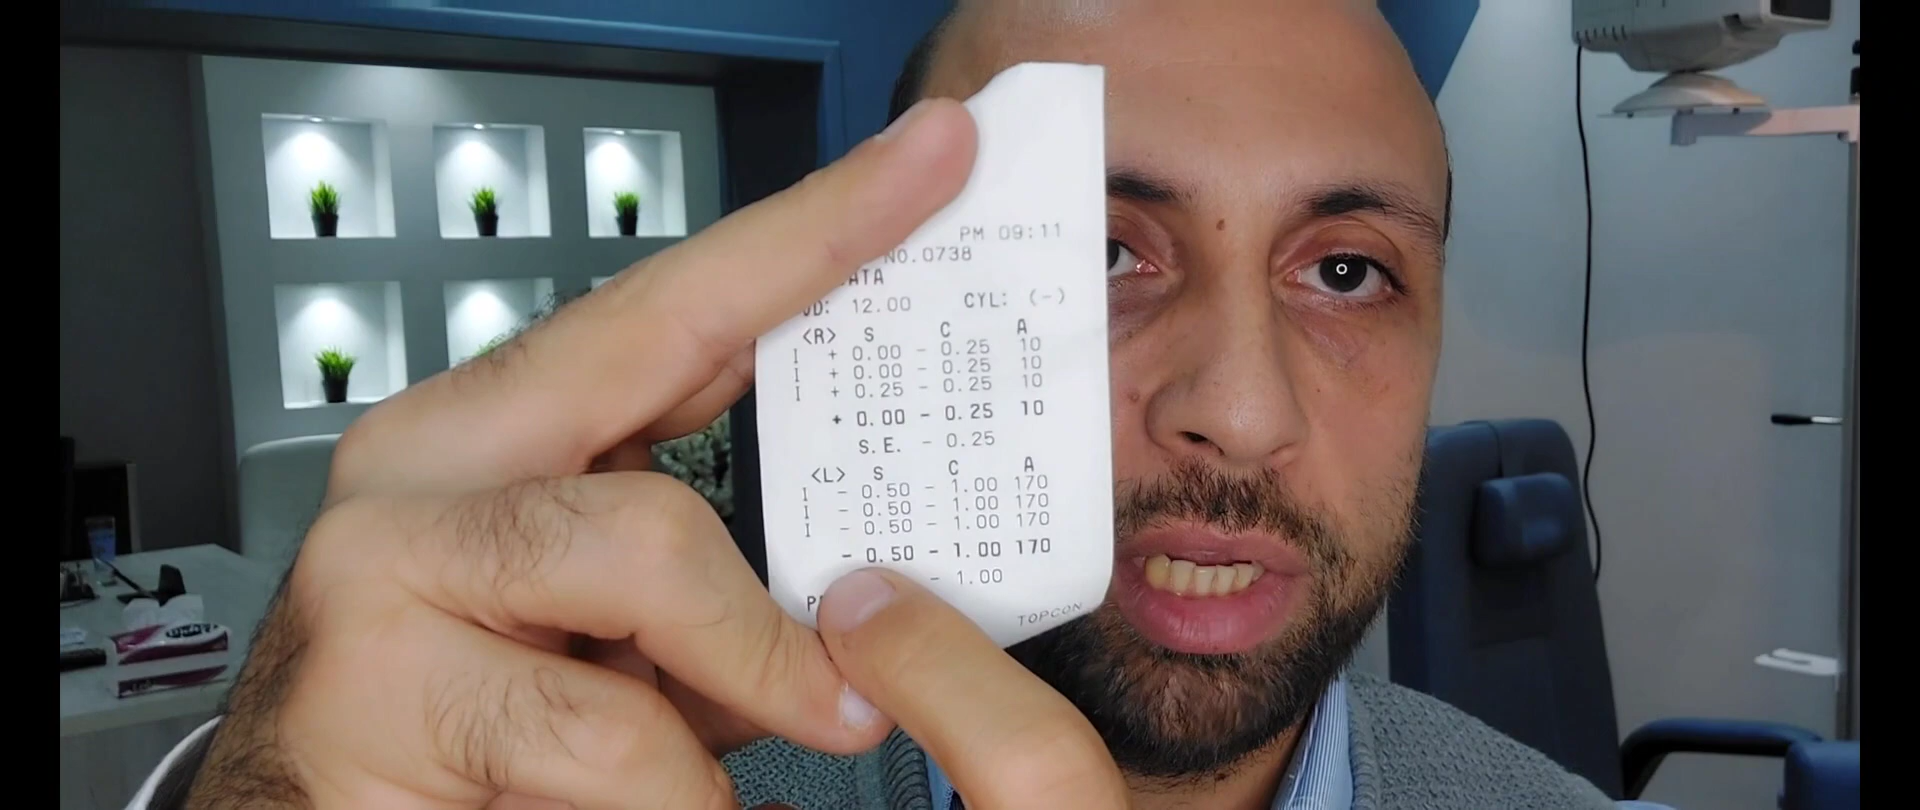 PM 09:11
NO.0738
ATA
VD: 12.00 CYL: (-)
<R> S C A
I + 0.00 - 0.25 10
I + 0.00 - 0.25 10
I + 0.25 - 0.25 10
+ 0.00 - 0.25 10
S.E. - 0.25
<L> S C A
I - 0.50 - 1.00 170
I - 0.50 - 1.00 170
I - 0.50 - 1.00 170
- 0.50 - 1.00 170
- 1.00
TOPCON